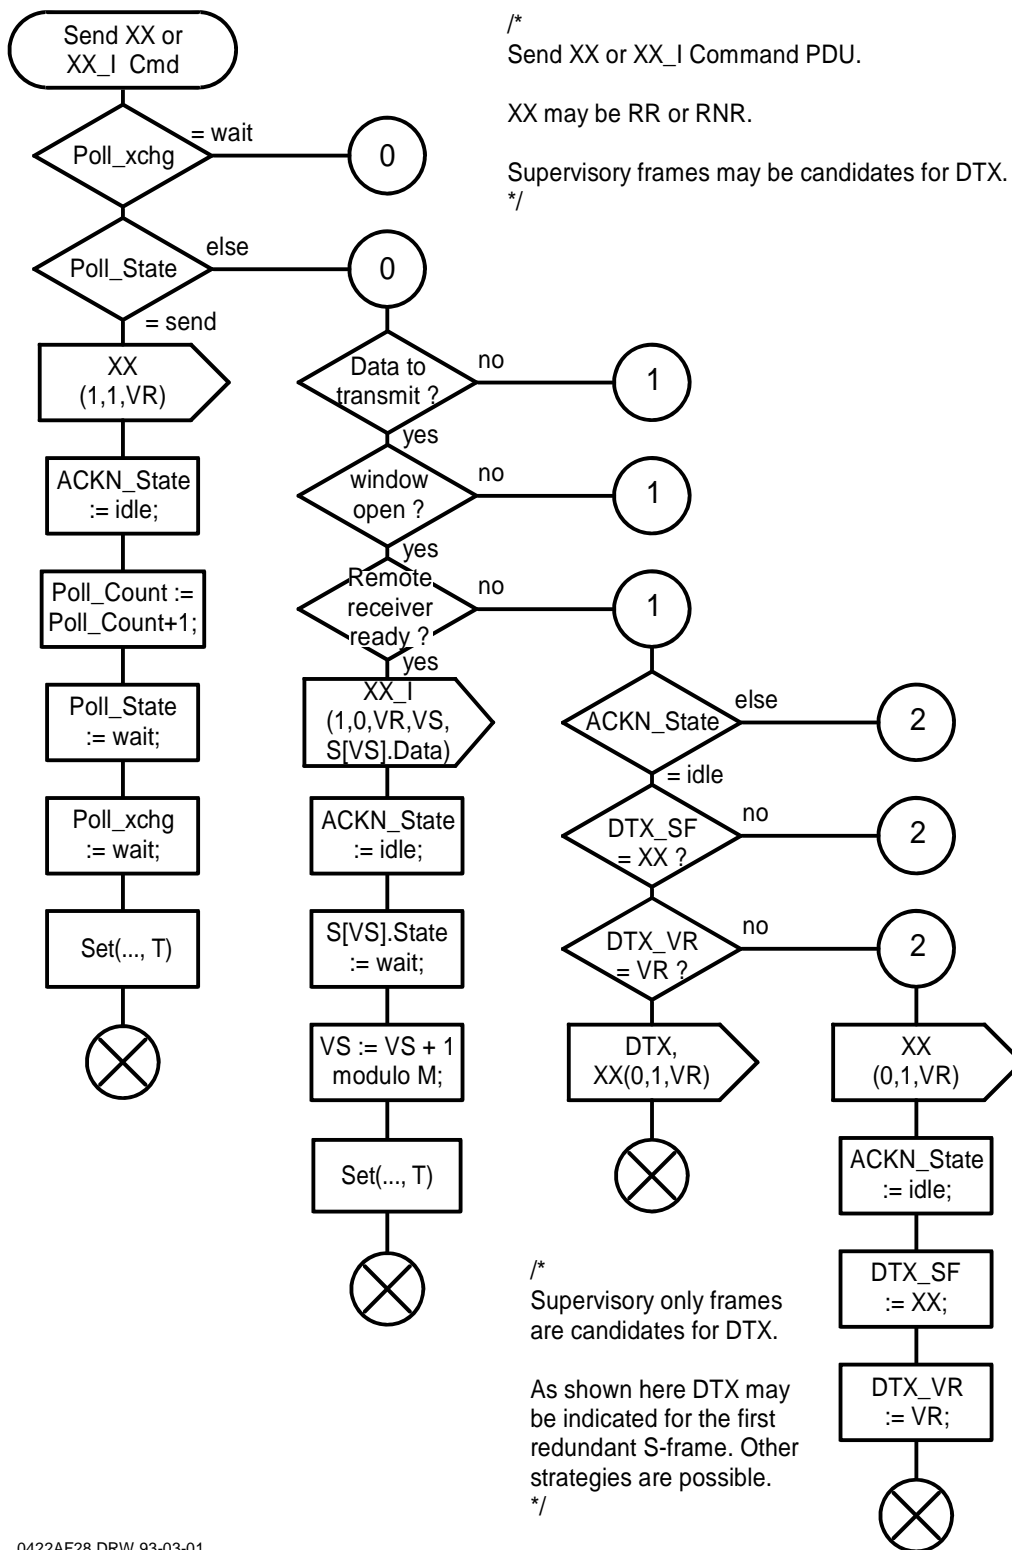 Send XX or
XX_I Cmd
/*
Send XX or XX_I Command PDU.
XX may be RR or RNR.
Supervisory frames may be candidates for DTX.
*/
Poll_xchg
= wait
0
Poll_State
else
0
= send
XX
(1,1,VR)
ACKN_State
:= idle;
Poll_Count :=
Poll_Count+1;
Poll_State
:= wait;
Poll_xchg
:= wait;
Set(..., T)
Data to
transmit ?
no
1
yes
window
open ?
no
1
yes
Remote
receiver
ready ?
no
1
yes
XX_I
(1,0,VR,VS,
S[VS].Data)
ACKN_State
:= idle;
S[VS].State
:= wait;
VS := VS + 1
modulo M;
Set(..., T)
ACKN_State
else
2
= idle
DTX_SF
= XX ?
no
2
DTX_VR
= VR ?
no
2
DTX,
XX(0,1,VR)
XX
(0,1,VR)
ACKN_State
:= idle;
DTX_SF
:= XX;
DTX_VR
:= VR;
/*
Supervisory only frames
are candidates for DTX.
As shown here DTX may
be indicated for the first
redundant S-frame. Other
strategies are possible.
*/
0422AF28.DRW 93-03-01